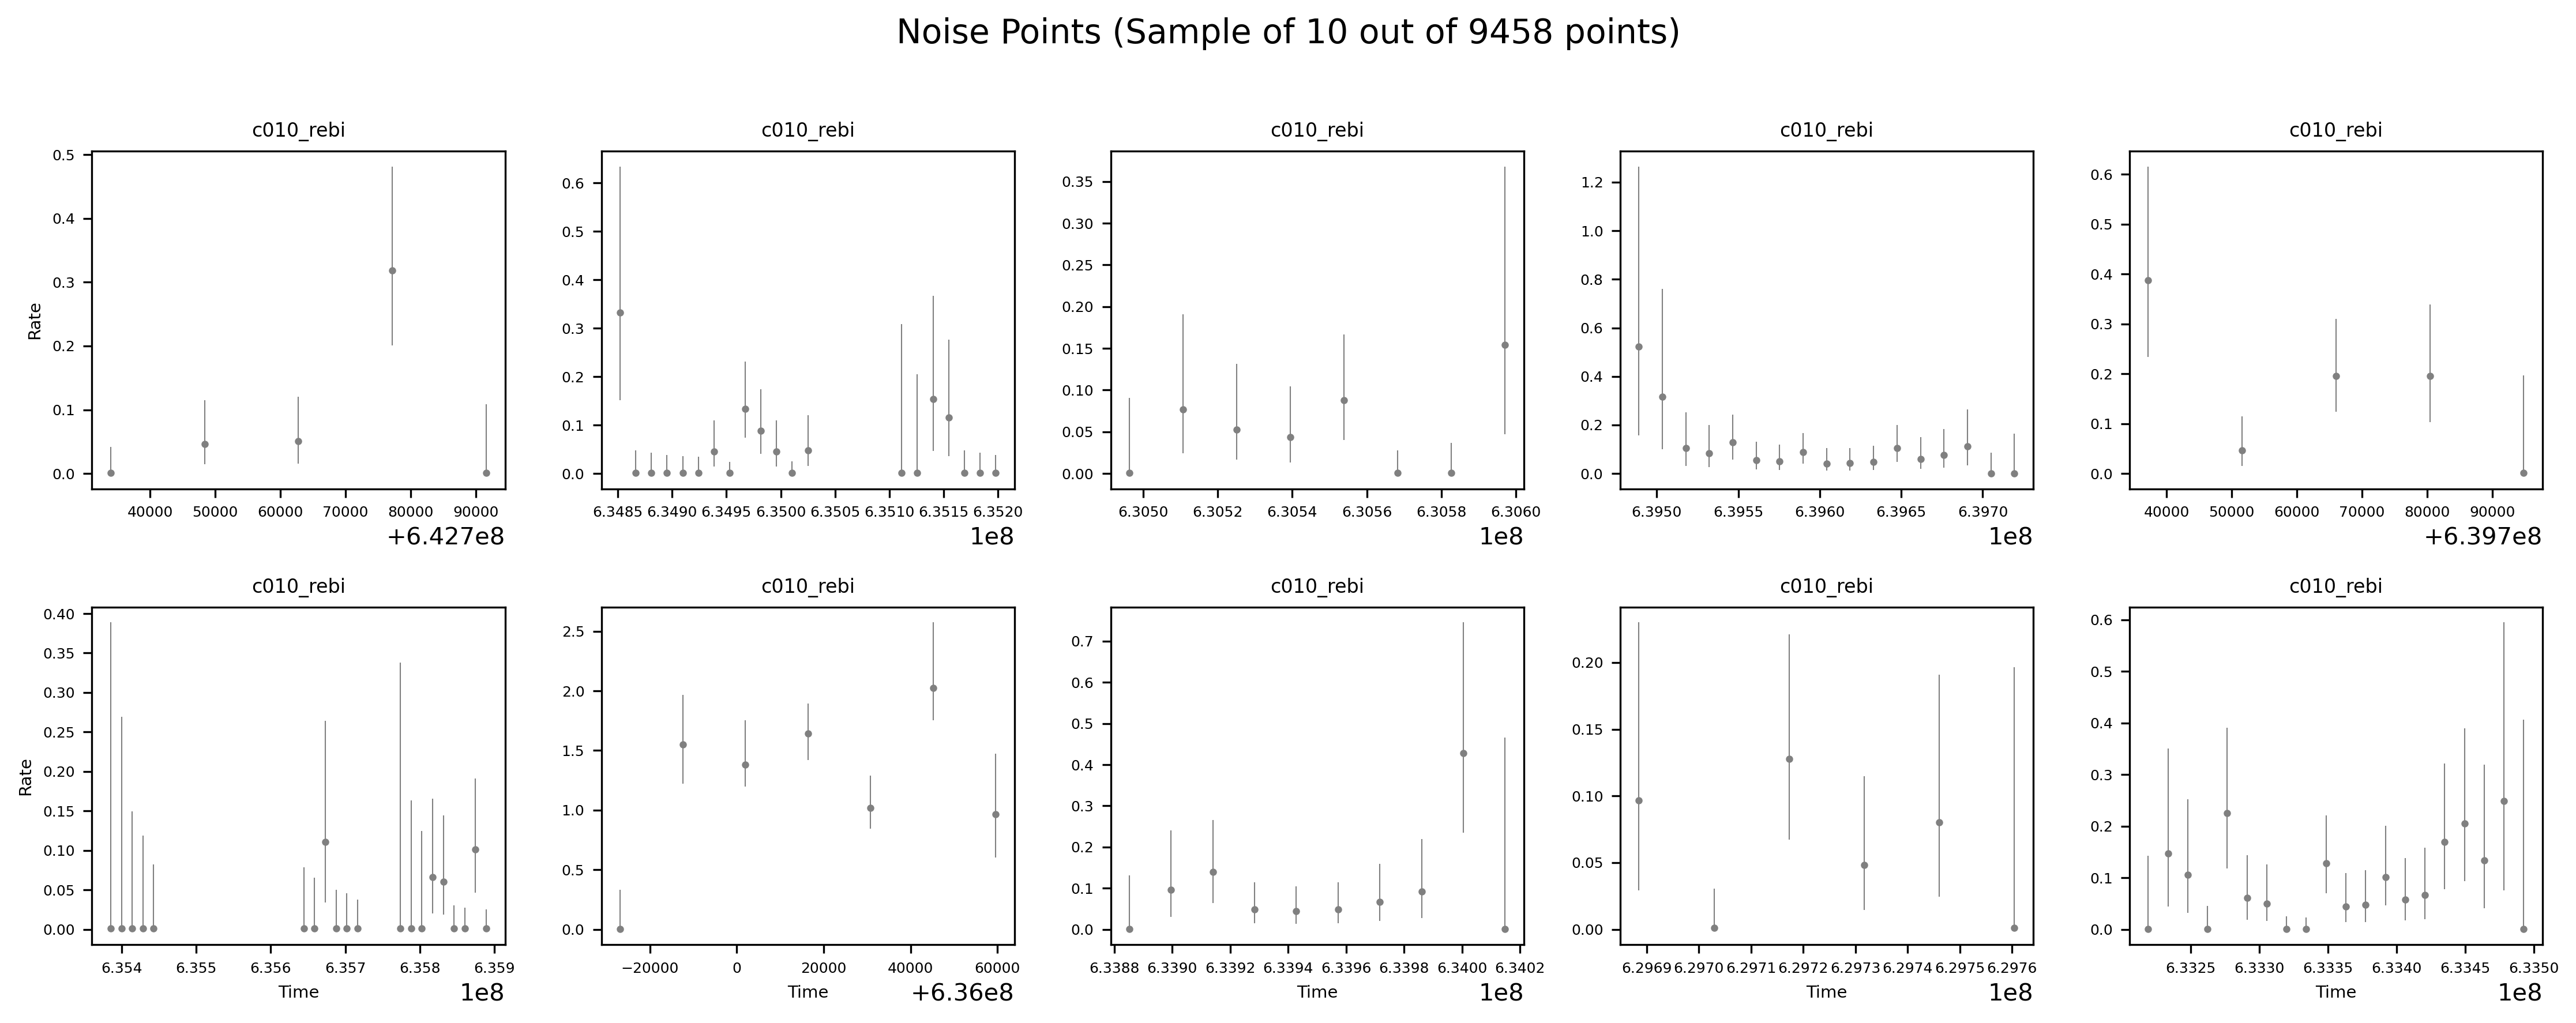 Noise Points (Sample of 10 out of 9458 points)
c010_rebi c010_rebi c010_rebi c010_rebi c010_rebi
Rate
0.5 0.4 0.3 0.2 0.1 0.0
40000 50000 60000 70000 80000 90000
+6.427e8
0.6 0.5 0.4 0.3 0.2 0.1 0.0
6.3485 6.3490 6.3495 6.3500 6.3505 6.3510 6.3515 6.3520
1e8
0.35 0.30 0.25 0.20 0.15 0.10 0.05 0.00
6.3050 6.3052 6.3054 6.3056 6.3058 6.3060
1e8
1.2 1.0 0.8 0.6 0.4 0.2 0.0
6.3950 6.3955 6.3960 6.3965 6.3970
1e8
0.6 0.5 0.4 0.3 0.2 0.1 0.0
40000 50000 60000 70000 80000 90000
+6.397e8
c010_rebi c010_rebi c010_rebi c010_rebi c010_rebi
Rate
0.40 0.35 0.30 0.25 0.20 0.15 0.10 0.05 0.00
6.354 6.355 6.356 6.357 6.358 6.359
Time 1e8
2.5 2.0 1.5 1.0 0.5 0.0
−20000 0 20000 40000 60000
Time +6.36e8
0.7 0.6 0.5 0.4 0.3 0.2 0.1 0.0
6.3388 6.3390 6.3392 6.3394 6.3396 6.3398 6.3400 6.3402
Time 1e8
0.20 0.15 0.10 0.05 0.00
6.2969 6.2970 6.2971 6.2972 6.2973 6.2974 6.2975 6.2976
Time 1e8
0.6 0.5 0.4 0.3 0.2 0.1 0.0
6.3325 6.3330 6.3335 6.3340 6.3345 6.3350
Time 1e8